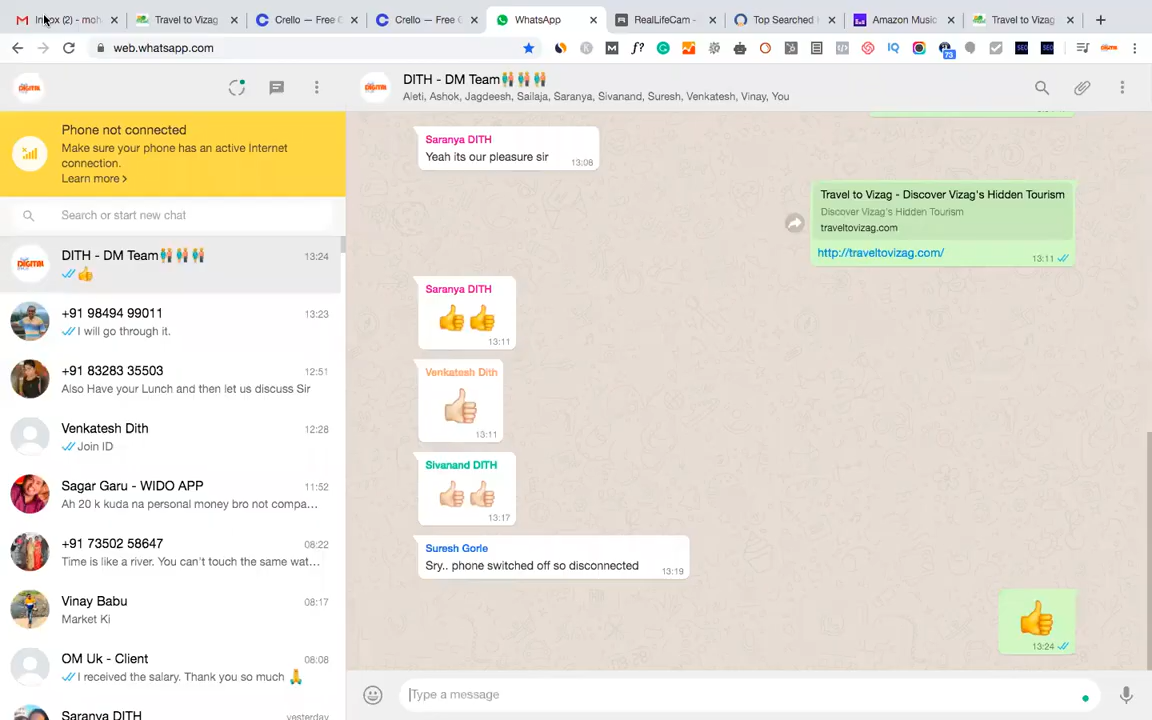 Inbox (2) - moh
Travel to Vizag
Crello — Free G
Crello — Free G
WhatsApp
RealLifeCam -
Top Searched
Amazon Music
Travel to Vizag
web.whatsapp.com
73
SEO
SEO
Phone not connected
Make sure your phone has an active Internet
connection.
Learn more >
Search or start new chat
DITH - DM Team 13:24
👍
+91 98494 99011 13:23
I will go through it.
+91 83283 35503 12:51
Also Have your Lunch and then let us discuss Sir
Venkatesh Dith 12:28
Join ID
Sagar Garu - WIDO APP 11:52
Ah 20 k kuda na personal money bro not compa...
+91 73502 58647 08:22
Time is like a river. You can't touch the same wat...
Vinay Babu 08:17
Market Ki
OM Uk - Client 08:08
I received the salary. Thank you so much 🙏
Saranya DITH yesterday
DITH - DM Team
Aleti, Ashok, Jagdeesh, Sailaja, Saranya, Sivanand, Suresh, Venkatesh, Vinay, You
Saranya DITH
Yeah its our pleasure sir 13:08
Travel to Vizag - Discover Vizag's Hidden Tourism
Discover Vizag's Hidden Tourism
traveltovizag.com
http://traveltovizag.com/ 13:11
Saranya DITH
👍👍
13:11
Venkatesh Dith
👍🏻
13:11
Sivanand DITH
👍🏻👍🏻
13:17
Suresh Gorle
Sry.. phone switched off so disconnected 13:19
👍
13:24
Type a message